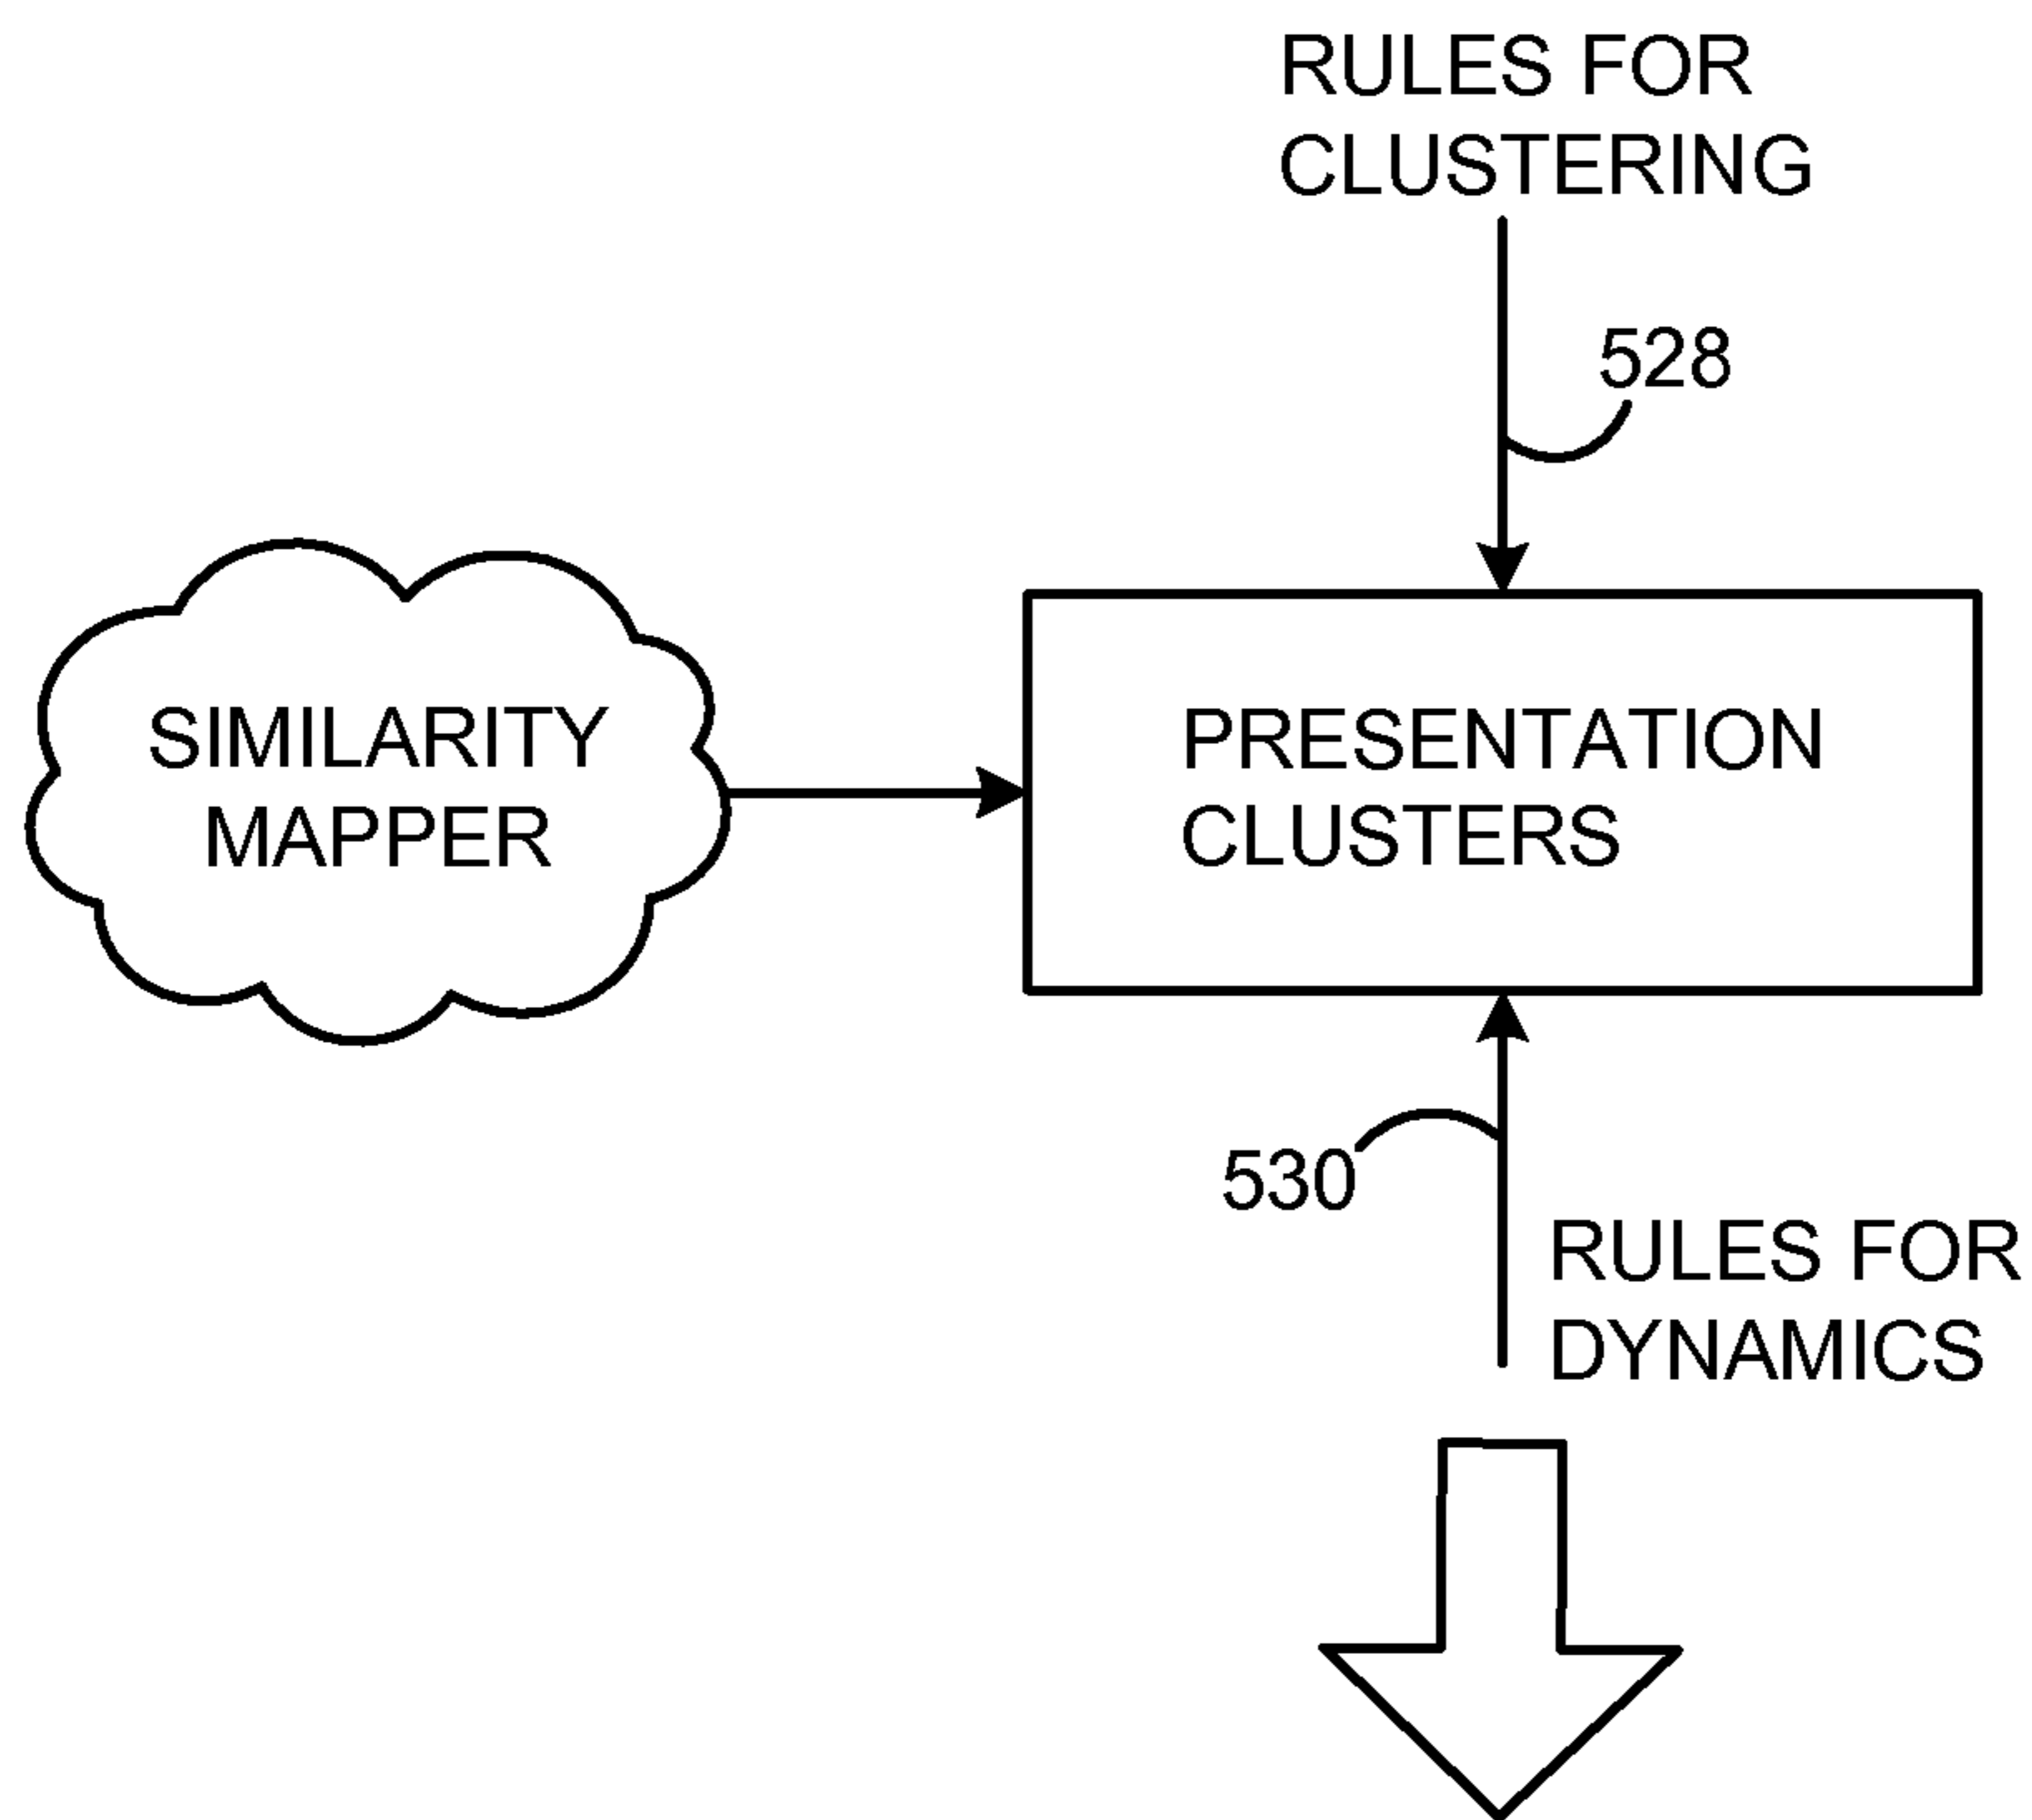 RULES FOR
CLUSTERING
528
SIMILARITY
MAPPER
PRESENTATION
CLUSTERS
530
RULES FOR
DYNAMICS